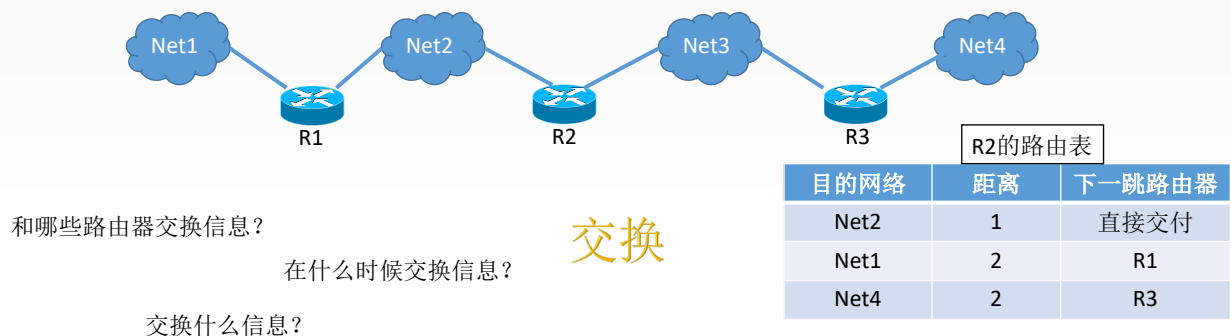 Net1
Net2
Net3
Net4
R1
R2
R3
R2的路由表
目的网络 距离 下一跳路由器
Net2 1 直接交付
Net1 2 R1
Net4 2 R3
和哪些路由器交换信息？
交换
在什么时候交换信息？
交换什么信息？